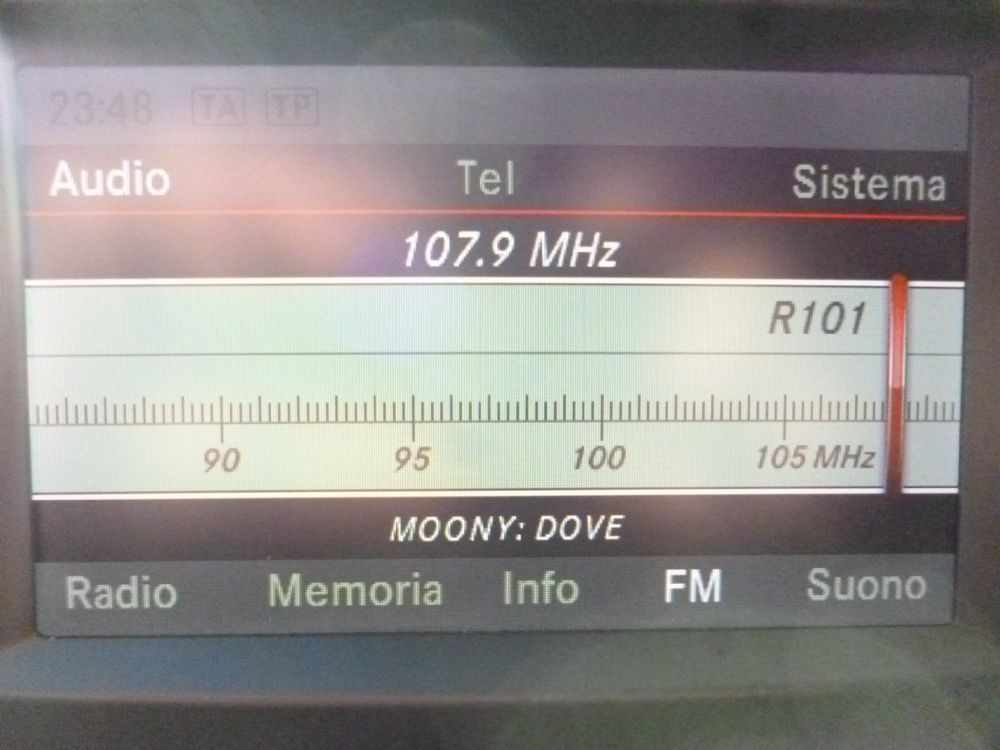 23:48 TA TP
Audio Tel Sistema
107.9 MHz
R101
90 95 100 105 MHz
MOONY: DOVE
Radio Memoria Info FM Suono